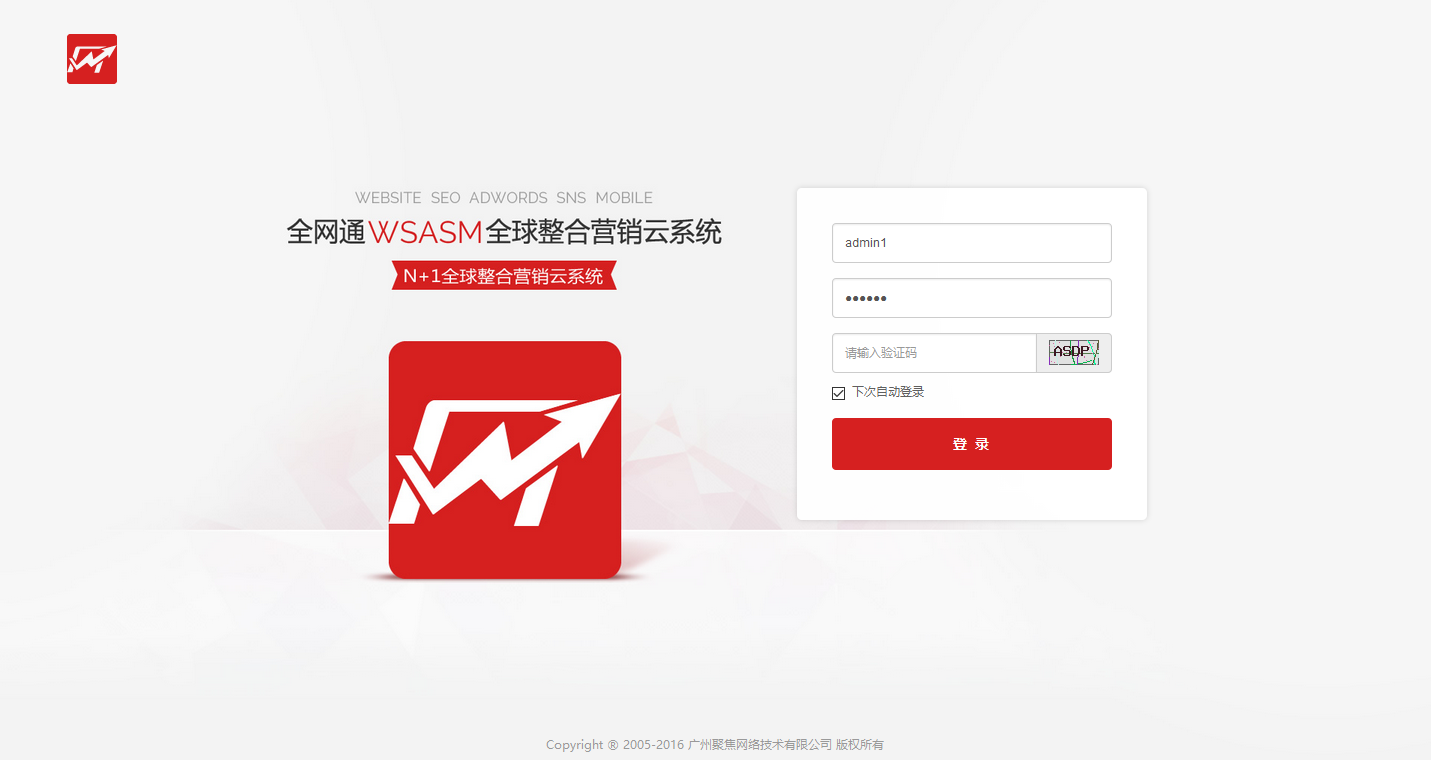 WEBSITE SEO ADWORDS SNS MOBILE
全网通WSASM全球整合营销云系统
N+1全球整合营销云系统
admin1
••••••
请输入验证码
ASDP
下次自动登录
登 录
Copyright ® 2005-2016 广州聚焦网络技术有限公司 版权所有